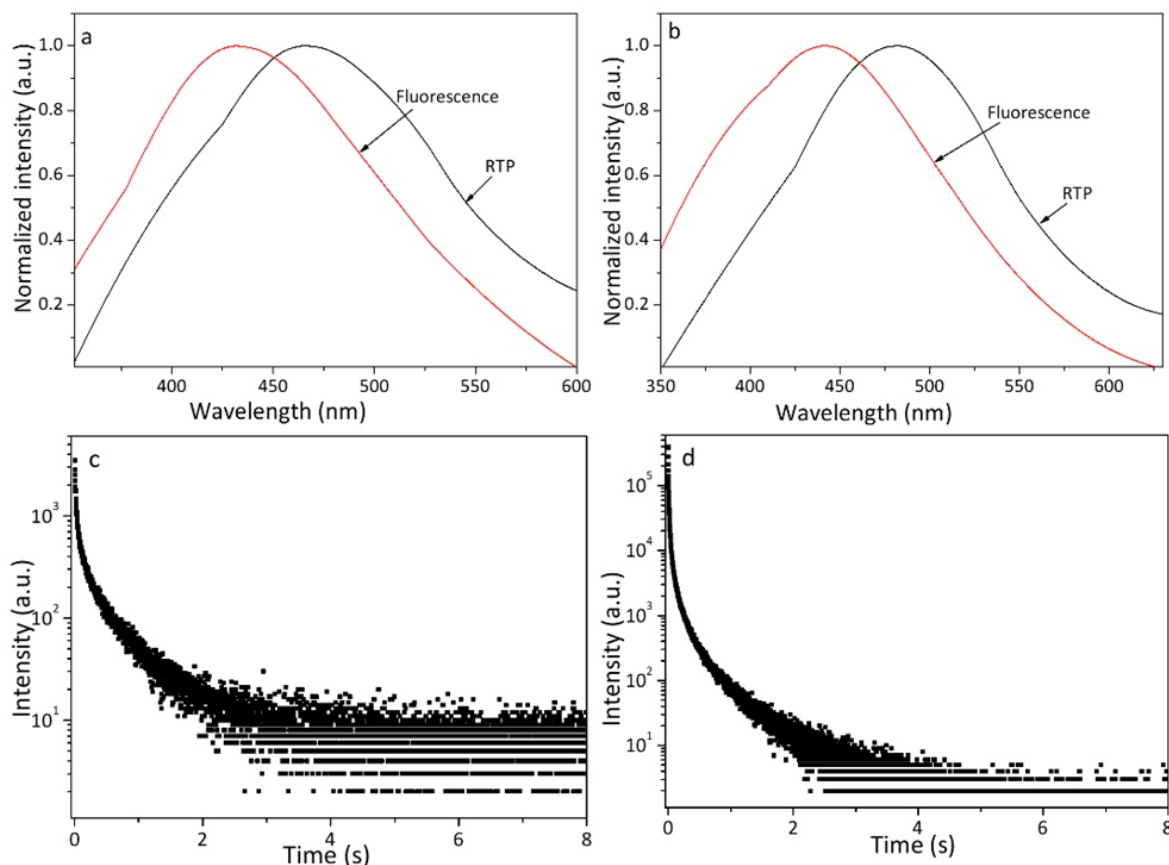 a
Normalized intensity (a.u.)
1.0
0.8
0.6
0.4
0.2
Fluorescence
RTP
400
450
500
550
600
Wavelength (nm)
b
Normalized intensity (a.u.)
1.0
0.8
0.6
0.4
0.2
Fluorescence
RTP
350
400
450
500
550
600
Wavelength (nm)
c
Intensity (a.u.)
10³
10²
10¹
0
2
4
6
8
Time (s)
d
Intensity (a.u.)
10⁵
10⁴
10³
10²
10¹
0
2
4
6
8
Time (s)